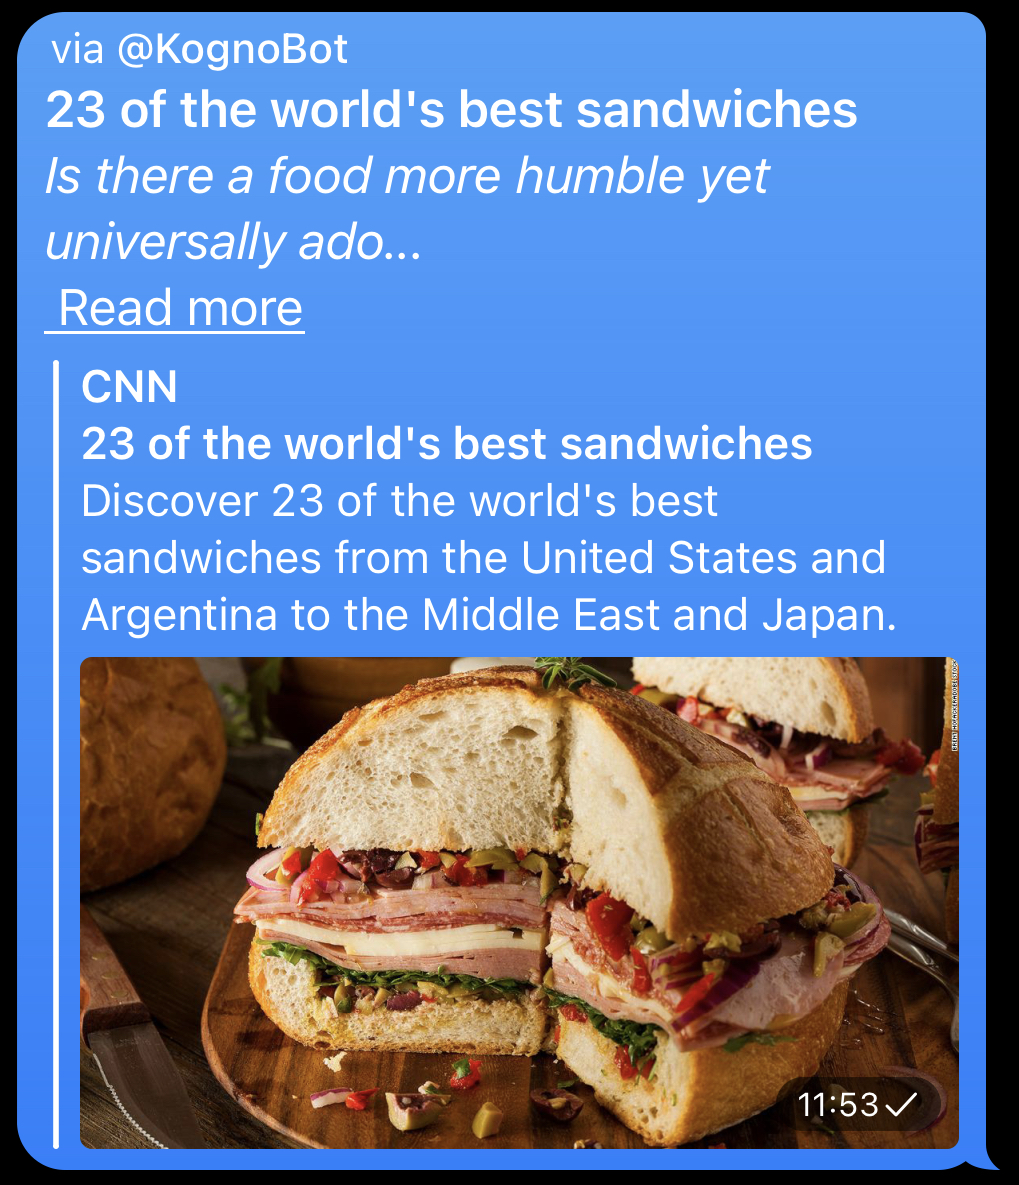 via @KognoBot
23 of the world's best sandwiches
Is there a food more humble yet
universally ado...
Read more
CNN
23 of the world's best sandwiches
Discover 23 of the world's best
sandwiches from the United States and
Argentina to the Middle East and Japan.
11:53